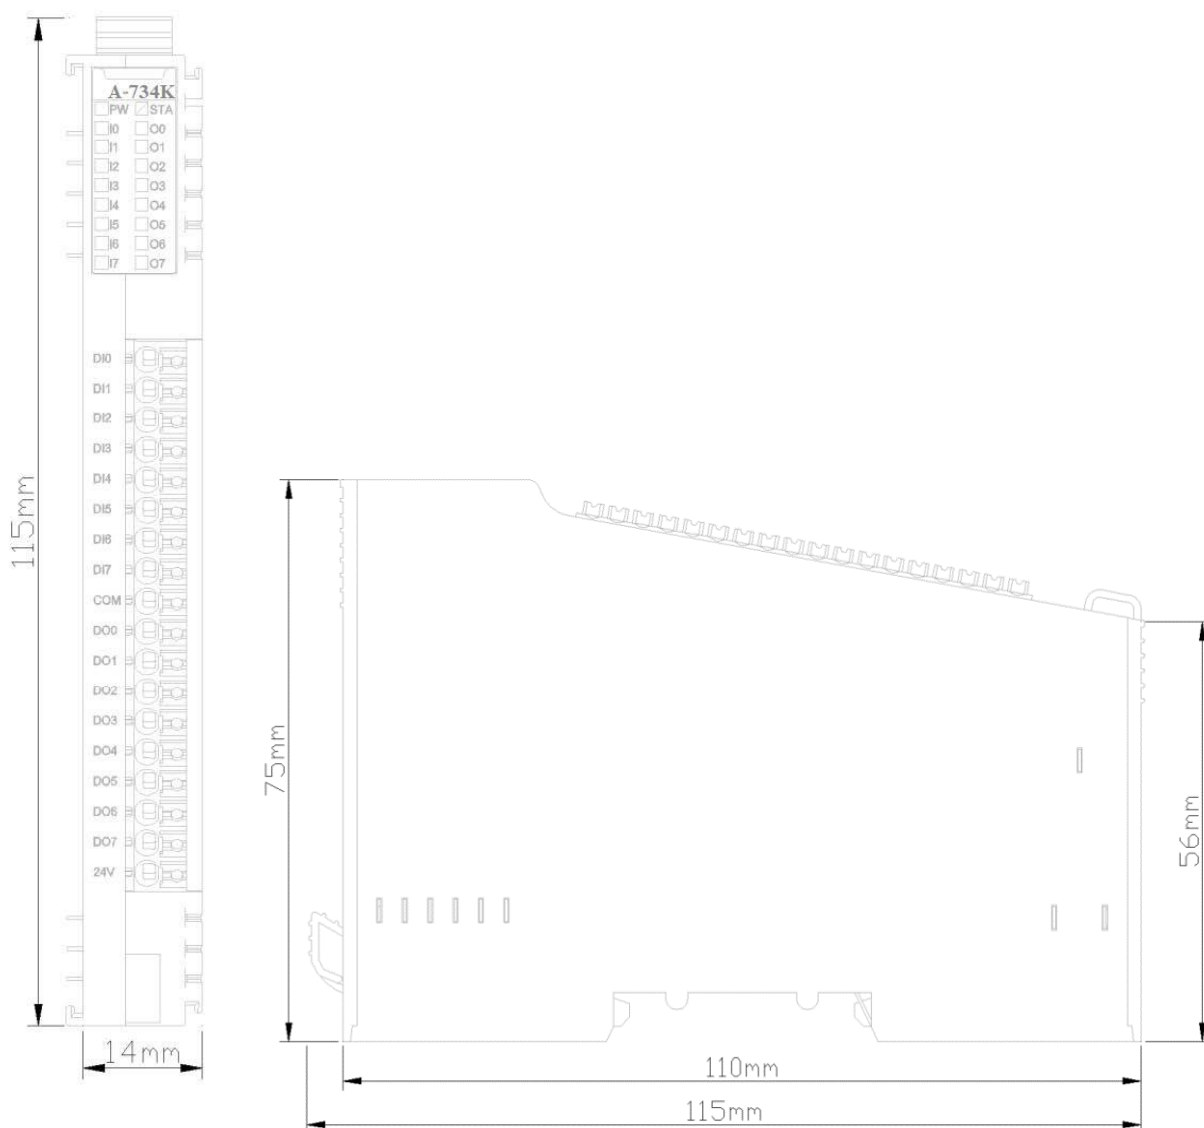 A-734K
PW STA
I0 O0
I1 O1
I2 O2
I3 O3
I4 O4
I5 O5
I6 O6
I7 O7
DI0
DI1
DI2
DI3
DI4
DI5
DI6
DI7
COM
DO0
DO1
DO2
DO3
DO4
DO5
DO6
DO7
24V
115mm
14mm
75mm
56mm
110mm
115mm